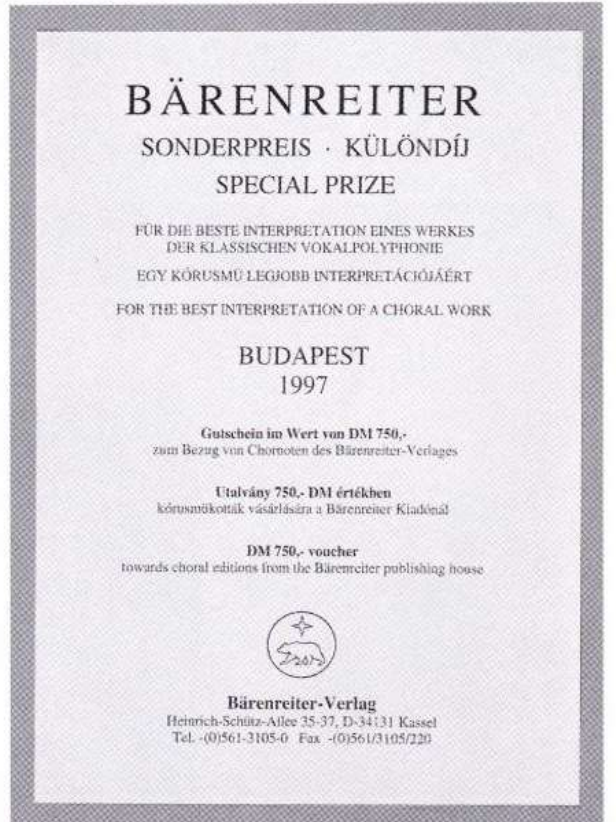 BÄRENREITER
SONDERPREIS · KÜLÖNDÍJ
SPECIAL PRIZE
FÜR DIE BESTE INTERPRETATION EINES WERKES
DER KLASSISCHEN VOKALPOLYPHONIE
EGY KÓRUSMŰ LEGJOBB INTERPRETÁCIÓJÁÉRT
FOR THE BEST INTERPRETATION OF A CHORAL WORK
BUDAPEST
1997
Gutschein im Wert von DM 750,-
zum Bezug von Chornoten des Bärenreiter-Verlages
Utalvány 750,- DM értékben
kórusműkották vásárlására a Bärenreiter Kiadónál
DM 750,- voucher
towards choral editions from the Bärenreiter publishing house
Bärenreiter-Verlag
Heinrich-Schütz-Allee 35-37, D-34131 Kassel
Tel. -(0)561-3105-0 Fax -(0)561/3105/220